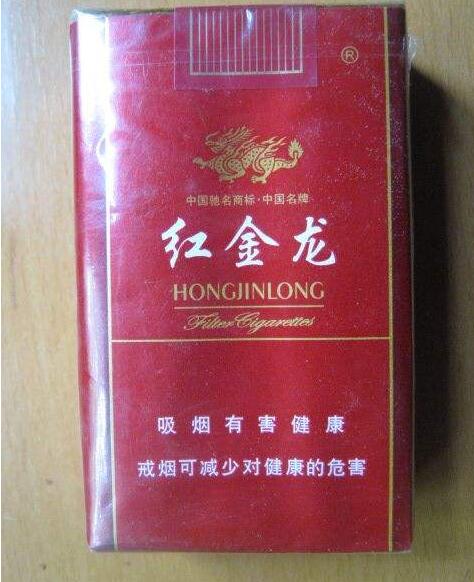 ®
中国驰名商标·中国名牌
红金龙
HONGJINLONG
Filter Cigarettes
吸烟有害健康
戒烟可减少对健康的危害